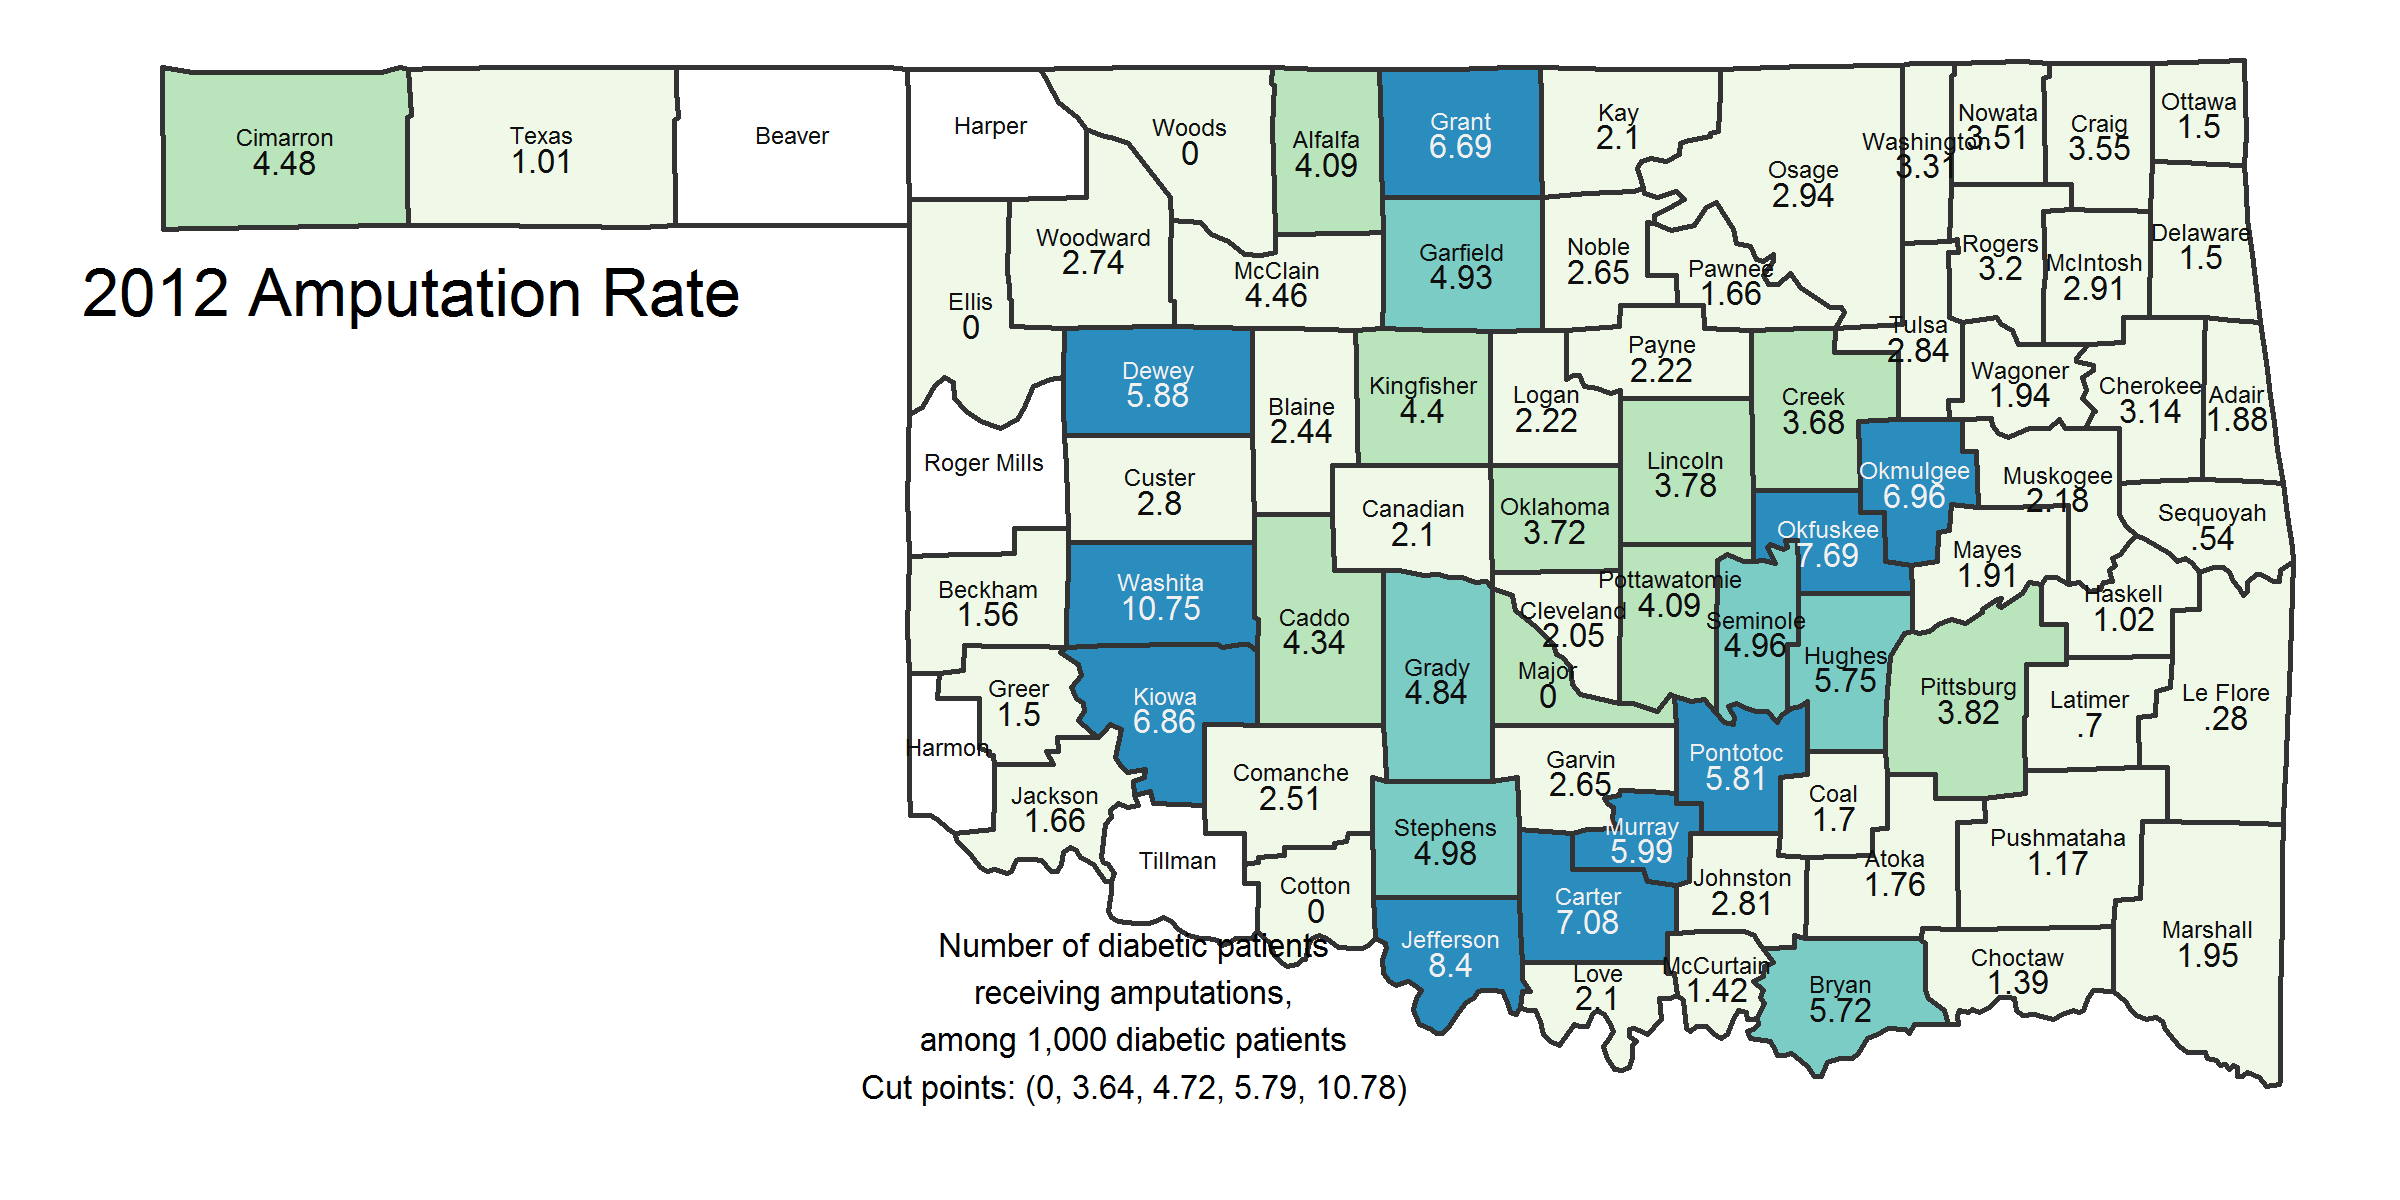 Cimarron
4.48
Texas
1.01
Beaver
Harper
Woods
0
Alfalfa
4.09
Grant
6.69
Kay
2.1
Osage
2.94
Washington
3.31
Nowata
3.51
Craig
3.55
Ottawa
1.5
2012 Amputation Rate
Ellis
0
Woodward
2.74
McClain
4.46
Garfield
4.93
Noble
2.65
Pawnee
1.66
Rogers
3.2
McIntosh
2.91
Delaware
1.5
Dewey
5.88
Blaine
2.44
Kingfisher
4.4
Logan
2.22
Payne
2.22
Creek
3.68
Tulsa
2.84
Wagoner
1.94
Cherokee
3.14
Adair
1.88
Roger Mills
Custer
2.8
Canadian
2.1
Oklahoma
3.72
Lincoln
3.78
Okmulgee
6.96
Muskogee
2.18
Sequoyah
.54
Beckham
1.56
Washita
10.75
Caddo
4.34
Grady
4.84
Cleveland
2.05
Pottawatomie
4.09
Okfuskee
7.69
Seminole
4.96
Hughes
5.75
Mayes
1.91
Haskell
1.02
Greer
1.5
Kiowa
6.86
Major
0
Pittsburg
3.82
Latimer
.7
Le Flore
.28
Harmon
Jackson
1.66
Comanche
2.51
Garvin
2.65
Pontotoc
5.81
Coal
1.7
Tillman
Stephens
4.98
Murray
5.99
Johnston
2.81
Atoka
1.76
Pushmataha
1.17
Cotton
0
Carter
7.08
Jefferson
8.4
Love
2.1
McCurtain
1.42
Bryan
5.72
Choctaw
1.39
Marshall
1.95
Number of diabetic patients
receiving amputations,
among 1,000 diabetic patients
Cut points: (0, 3.64, 4.72, 5.79, 10.78)